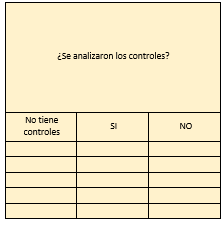 ¿Se analizaron los controles?
No tiene
controles
SI
NO